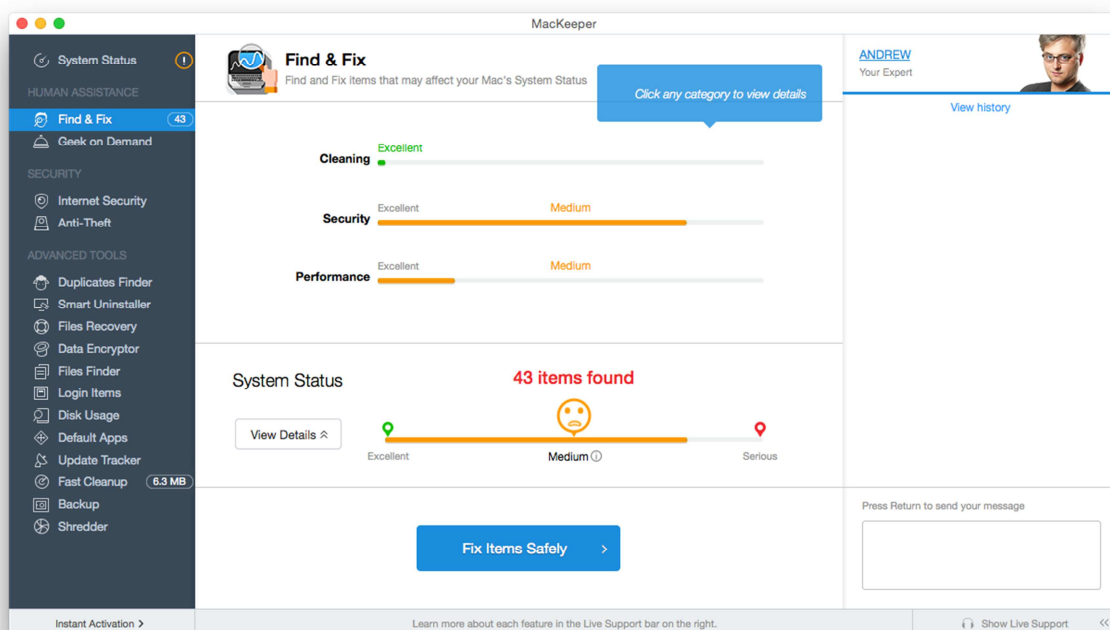 MacKeeper
System Status
HUMAN ASSISTANCE
Find & Fix 43
Geek on Demand
SECURITY
Internet Security
Anti-Theft
ADVANCED TOOLS
Duplicates Finder
Smart Uninstaller
Files Recovery
Data Encryptor
Files Finder
Login Items
Disk Usage
Default Apps
Update Tracker
Fast Cleanup 6.3 MB
Backup
Shredder
Instant Activation >
Find & Fix
Find and Fix items that may affect your Mac's System Status
Click any category to view details
Excellent
Cleaning
Excellent Medium
Security
Excellent Medium
Performance
System Status
43 items found
View Details
Excellent Medium Serious
Fix Items Safely >
Learn more about each feature in the Live Support bar on the right.
ANDREW
Your Expert
View history
Press Return to send your message
Show Live Support